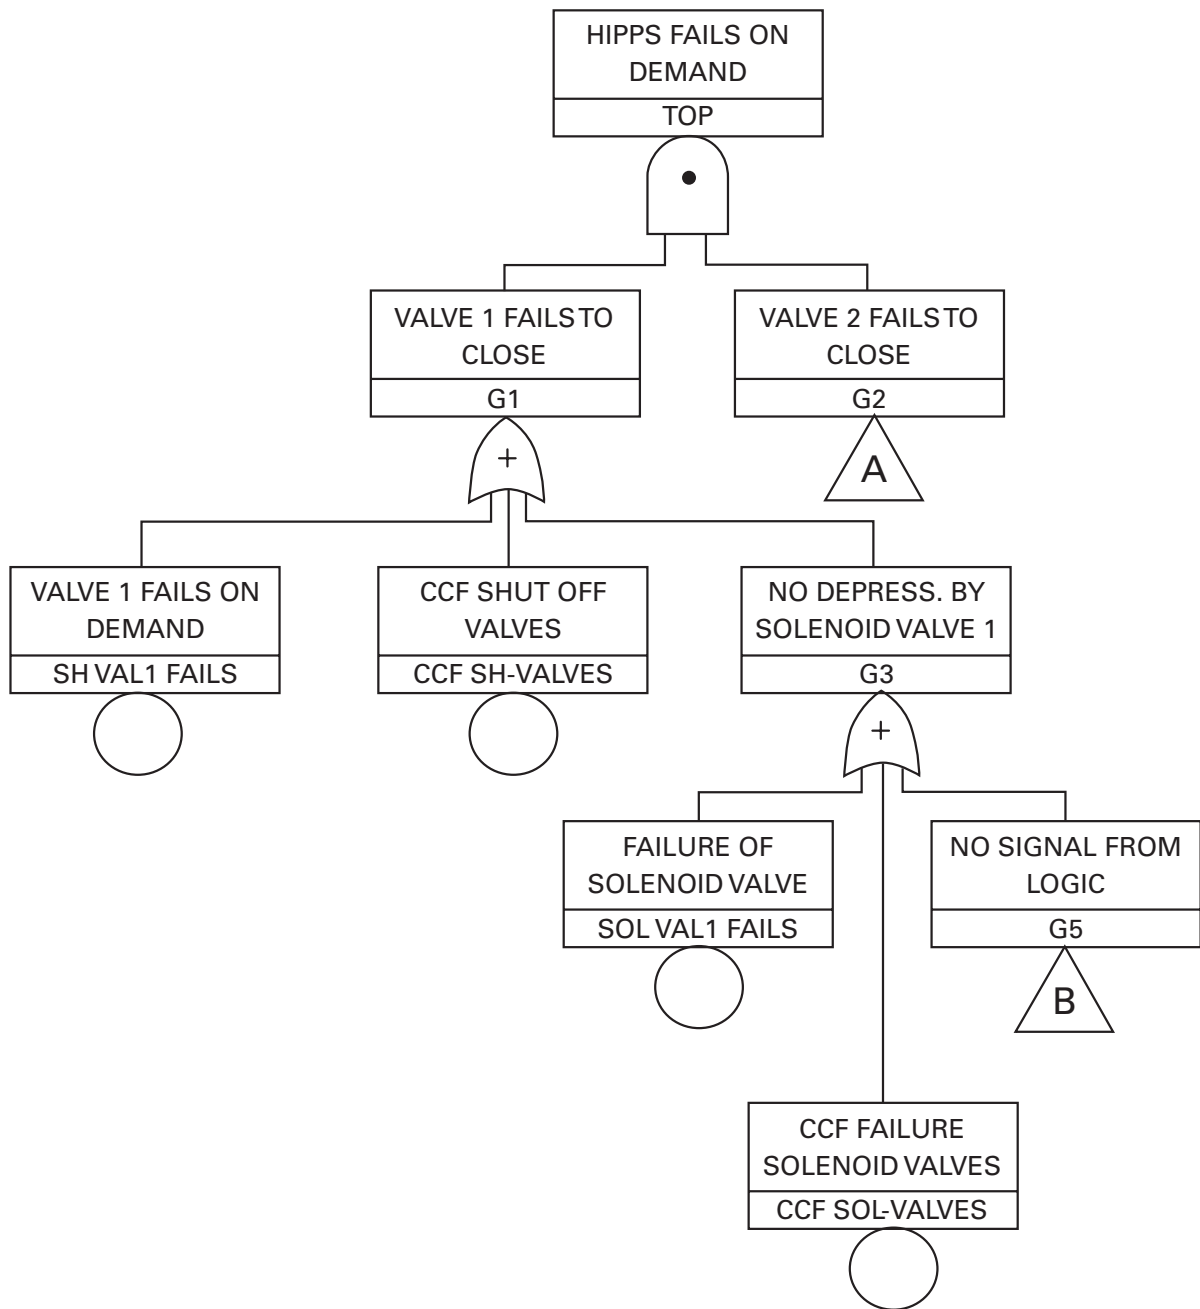 HIPPS FAILS ON
DEMAND
TOP
VALVE 1 FAILS TO
CLOSE
G1
VALVE 2 FAILS TO
CLOSE
G2
A
+
VALVE 1 FAILS ON
DEMAND
SH VAL1 FAILS
CCF SHUT OFF
VALVES
CCF SH-VALVES
NO DEPRESS. BY
SOLENOID VALVE 1
G3
+
FAILURE OF
SOLENOID VALVE
SOL VAL1 FAILS
NO SIGNAL FROM
LOGIC
G5
B
CCF FAILURE
SOLENOID VALVES
CCF SOL-VALVES